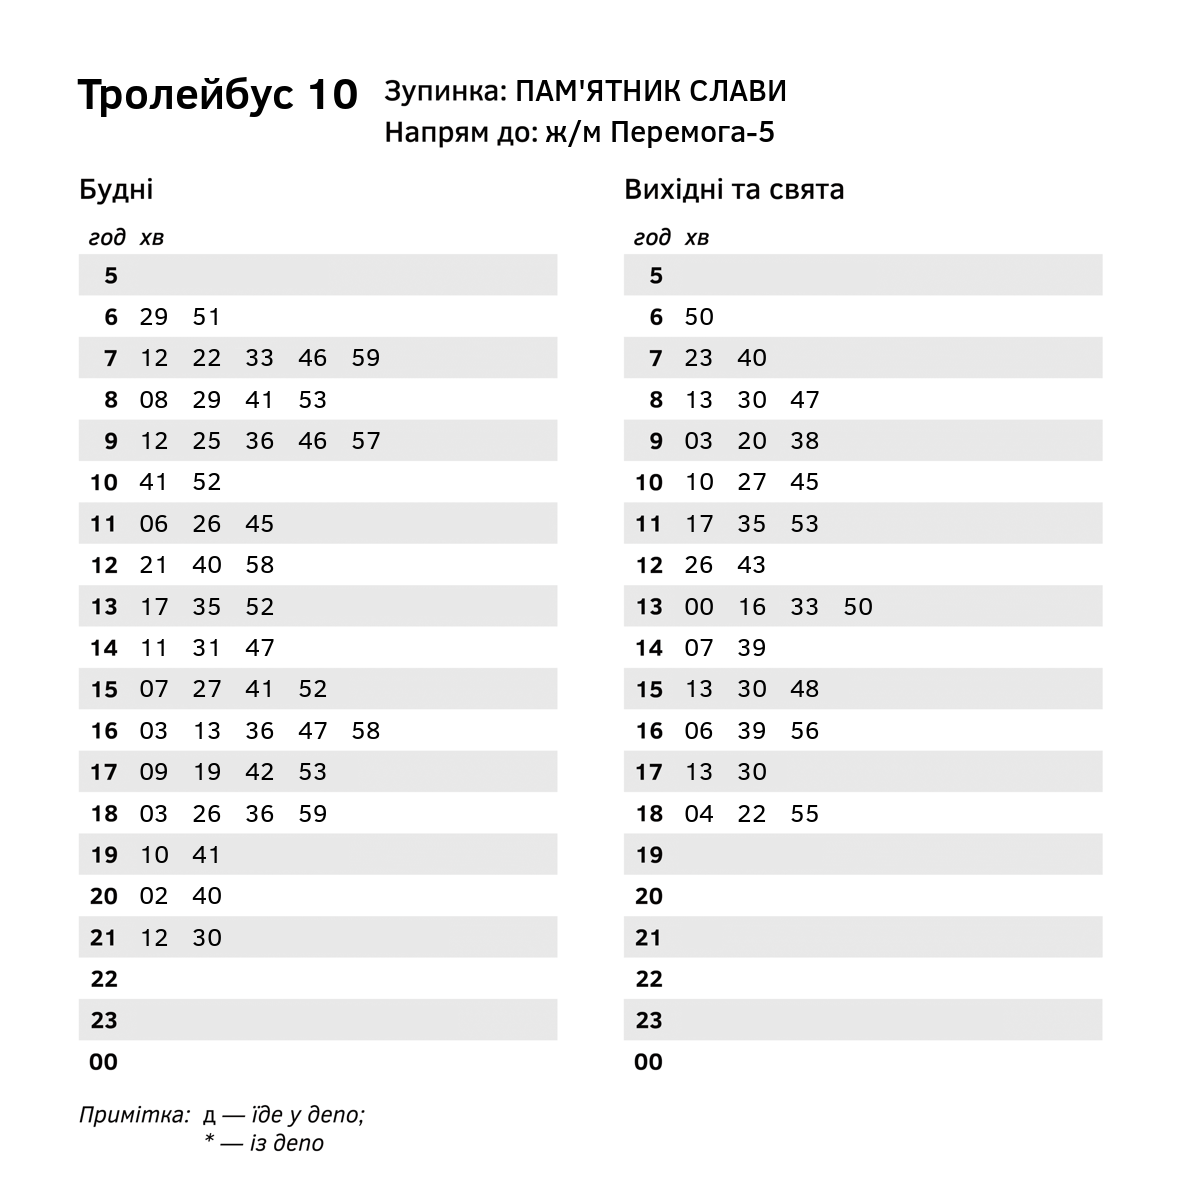 Тролейбус 10
Зупинка: ПАМ'ЯТНИК СЛАВИ
Напрям до: ж/м Перемога-5
Будні
год хв
5
6 29 51
7 12 22 33 46 59
8 08 29 41 53
9 12 25 36 46 57
10 41 52
11 06 26 45
12 21 40 58
13 17 35 52
14 11 31 47
15 07 27 41 52
16 03 13 36 47 58
17 09 19 42 53
18 03 26 36 59
19 10 41
20 02 40
21 12 30
22
23
00
Вихідні та свята
год хв
5
6 50
7 23 40
8 13 30 47
9 03 20 38
10 10 27 45
11 17 35 53
12 26 43
13 00 16 33 50
14 07 39
15 13 30 48
16 06 39 56
17 13 30
18 04 22 55
19
20
21
22
23
00
Примітка: д — їде у депо;
* — із депо